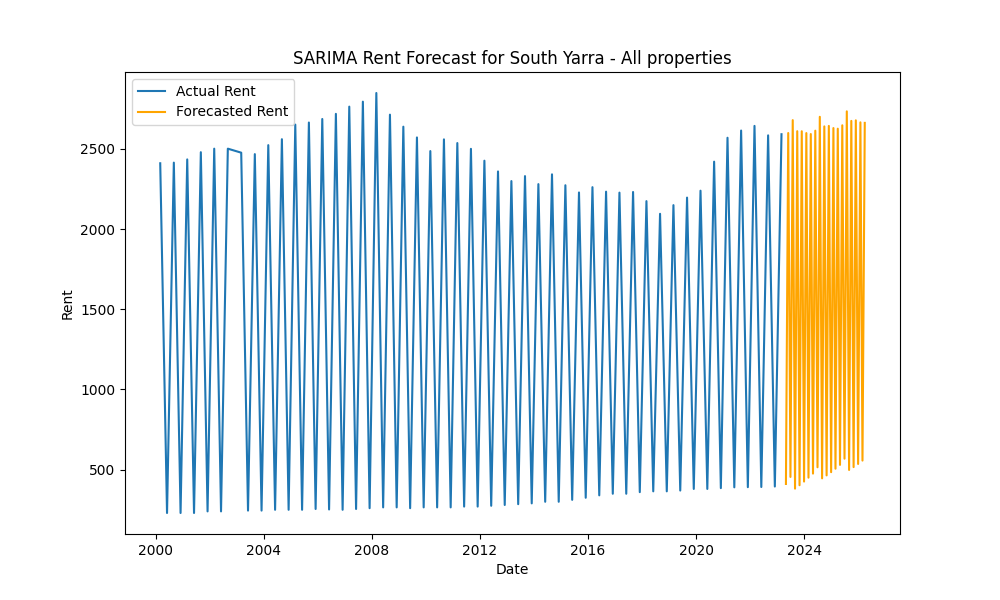 SARIMA Rent Forecast for South Yarra - All properties
Actual Rent
Forecasted Rent
2500
2000
1500
1000
500
Rent
2000 2004 2008 2012 2016 2020 2024
Date